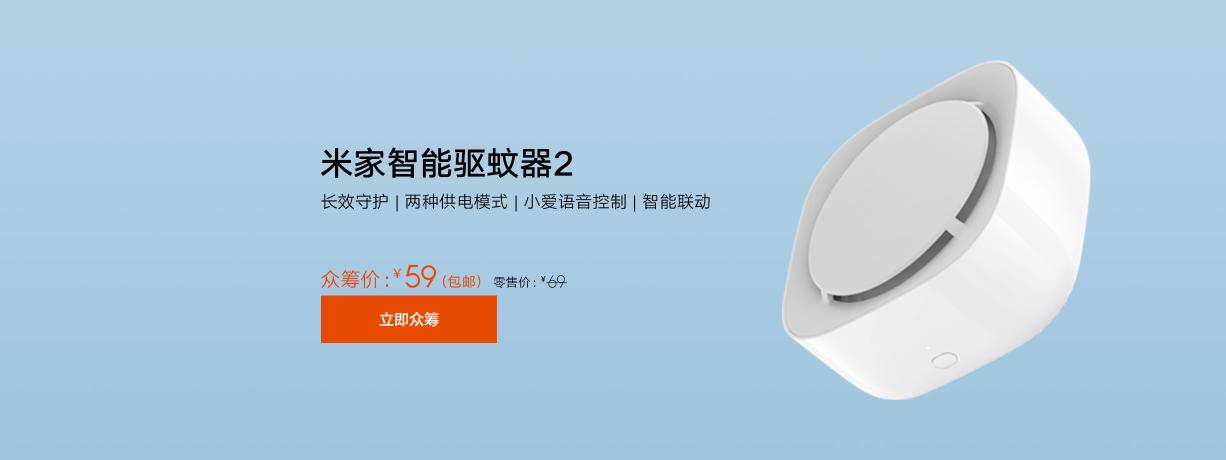 米家智能驱蚊器2
长效守护 | 两种供电模式 | 小爱语音控制 | 智能联动
众筹价：¥59（包邮） 零售价：¥69
立即众筹